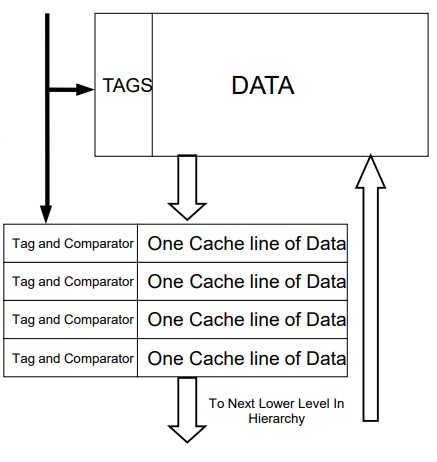 TAGS DATA
Tag and Comparator One Cache line of Data
Tag and Comparator One Cache line of Data
Tag and Comparator One Cache line of Data
Tag and Comparator One Cache line of Data
To Next Lower Level In
Hierarchy